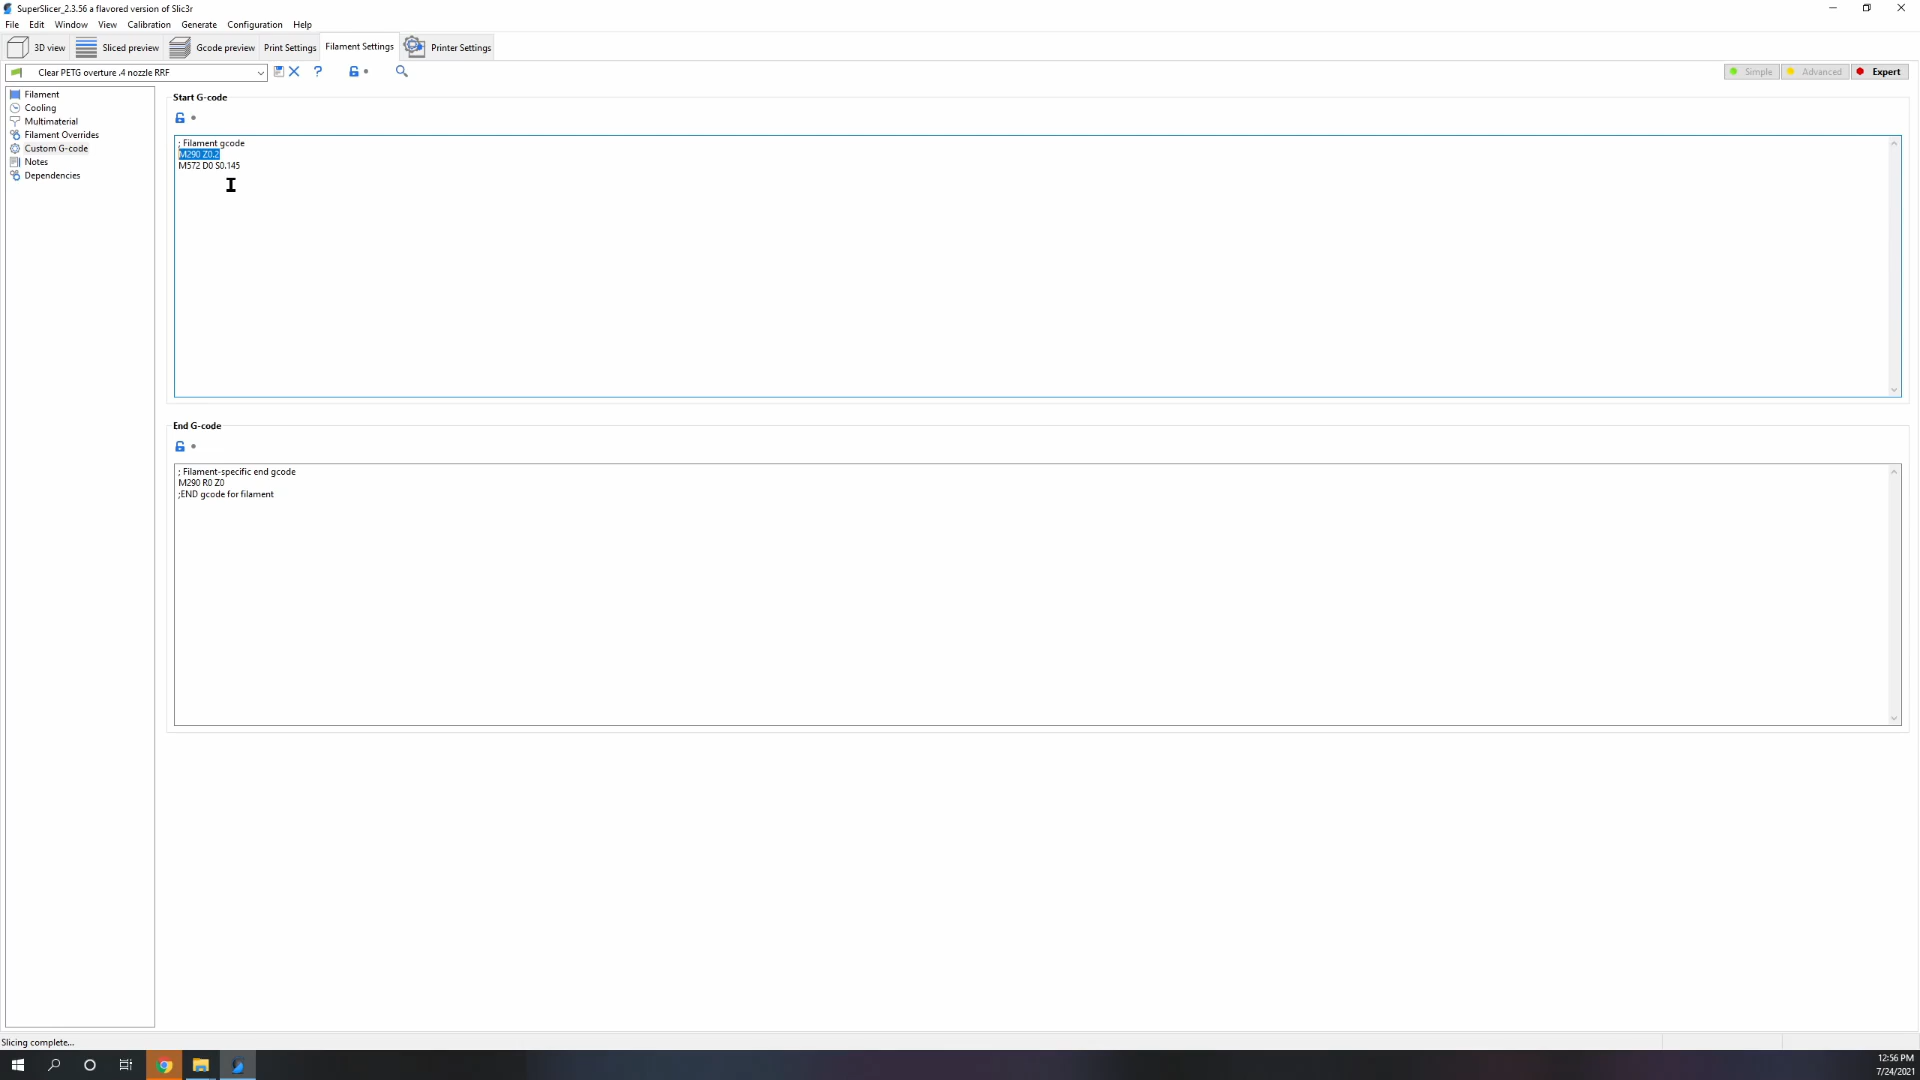 SuperSlicer_2.3.56 a flavored version of Slic3r
File Edit Window View Calibration Generate Configuration Help
3D view Sliced preview Gcode preview Print Settings Filament Settings Printer Settings
Clear PETG overture .4 nozzle RRF
Simple Advanced Expert
Filament
Cooling
Multimaterial
Filament Overrides
Custom G-code
Notes
Dependencies
Start G-code
; Filament gcode
M290 Z0.2
M572 D0 S0.145
End G-code
; Filament-specific end gcode
M290 R0 Z0
;END gcode for filament
Slicing complete...
12:56 PM
7/24/2021